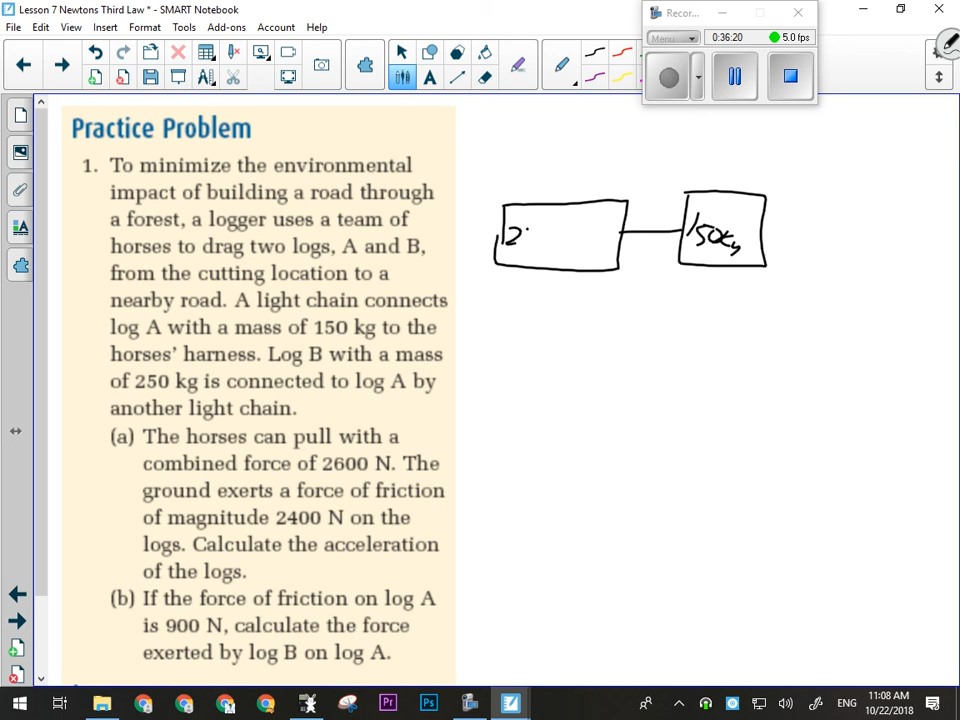 Lesson 7 Newtons Third Law * - SMART Notebook
Recor...
File Edit View Insert Format Tools Add-ons Account Help
Menu
0:36:20
5.0 fps
Practice Problem
1. To minimize the environmental
impact of building a road through
a forest, a logger uses a team of
horses to drag two logs, A and B,
from the cutting location to a
nearby road. A light chain connects
log A with a mass of 150 kg to the
horses' harness. Log B with a mass
of 250 kg is connected to log A by
another light chain.
(a) The horses can pull with a
combined force of 2600 N. The
ground exerts a force of friction
of magnitude 2400 N on the
logs. Calculate the acceleration
of the logs.
(b) If the force of friction on log A
is 900 N, calculate the force
exerted by log B on log A.
2
150kg
ENG
11:08 AM
10/22/2018